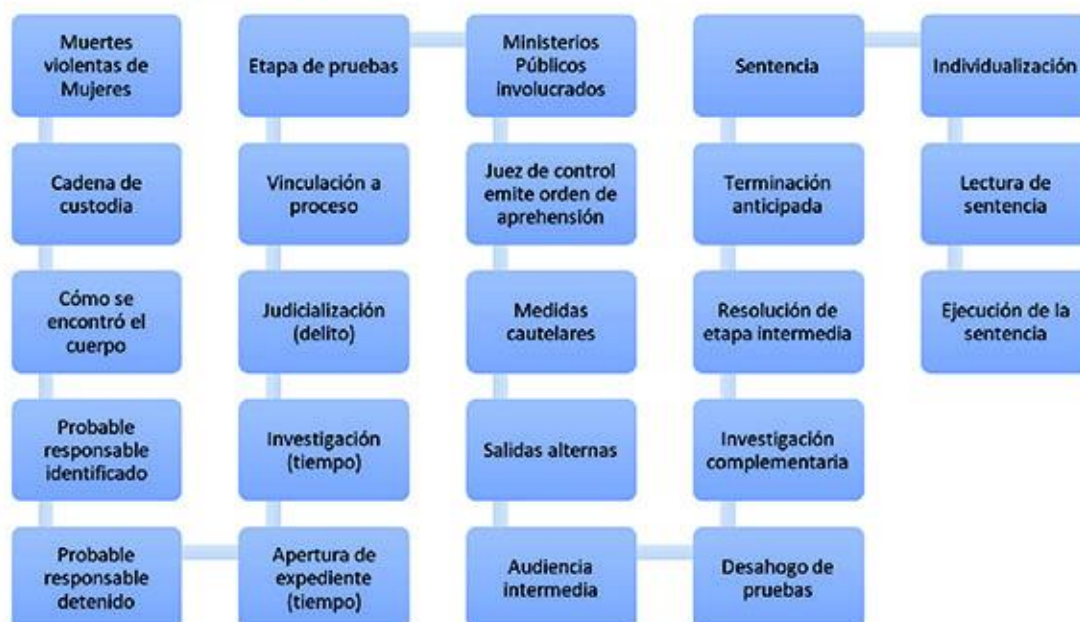 Muertes
violentas de
Mujeres
Cadena de
custodia
Cómo se
encontró el
cuerpo
Probable
responsable
identificado
Probable
responsable
detenido
Apertura de
expediente
(tiempo)
Investigación
(tiempo)
Judicialización
(delito)
Vinculación a
proceso
Etapa de pruebas
Ministerios
Públicos
involucrados
Juez de control
emite orden de
aprehensión
Medidas
cautelares
Salidas alternas
Audiencia
intermedia
Desahogo de
pruebas
Investigación
complementaria
Resolución de
etapa intermedia
Terminación
anticipada
Sentencia
Individualización
Lectura de
sentencia
Ejecución de la
sentencia